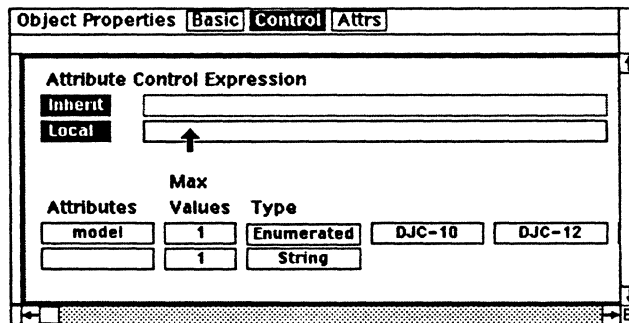 Object Properties Basic Control Attrs
Attribute Control Expression
Inherit
Local
Max
Attributes Values Type
model 1 Enumerated DJC-10 DJC-12
1 String